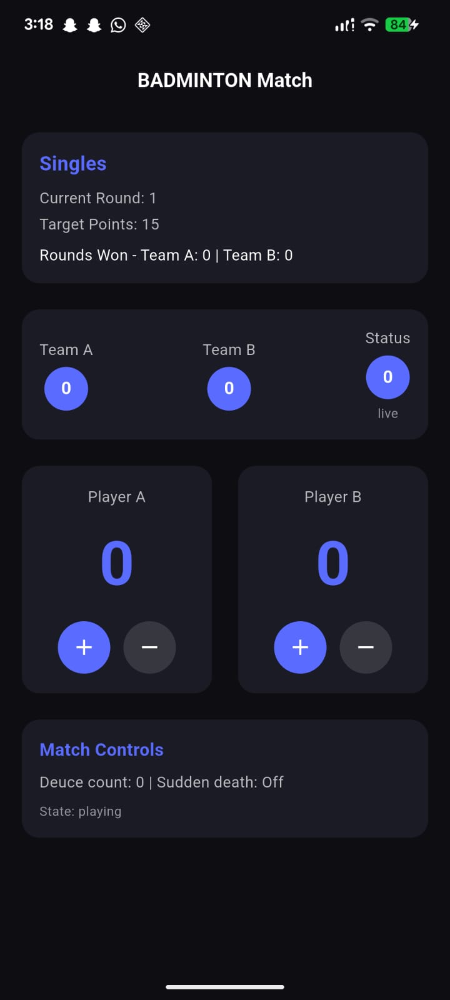 3:18
84
BADMINTON Match
Singles
Current Round: 1
Target Points: 15
Rounds Won - Team A: 0 | Team B: 0
Team A
0
Team B
0
Status
0
live
Player A
0
+ −
Player B
0
+ −
Match Controls
Deuce count: 0 | Sudden death: Off
State: playing